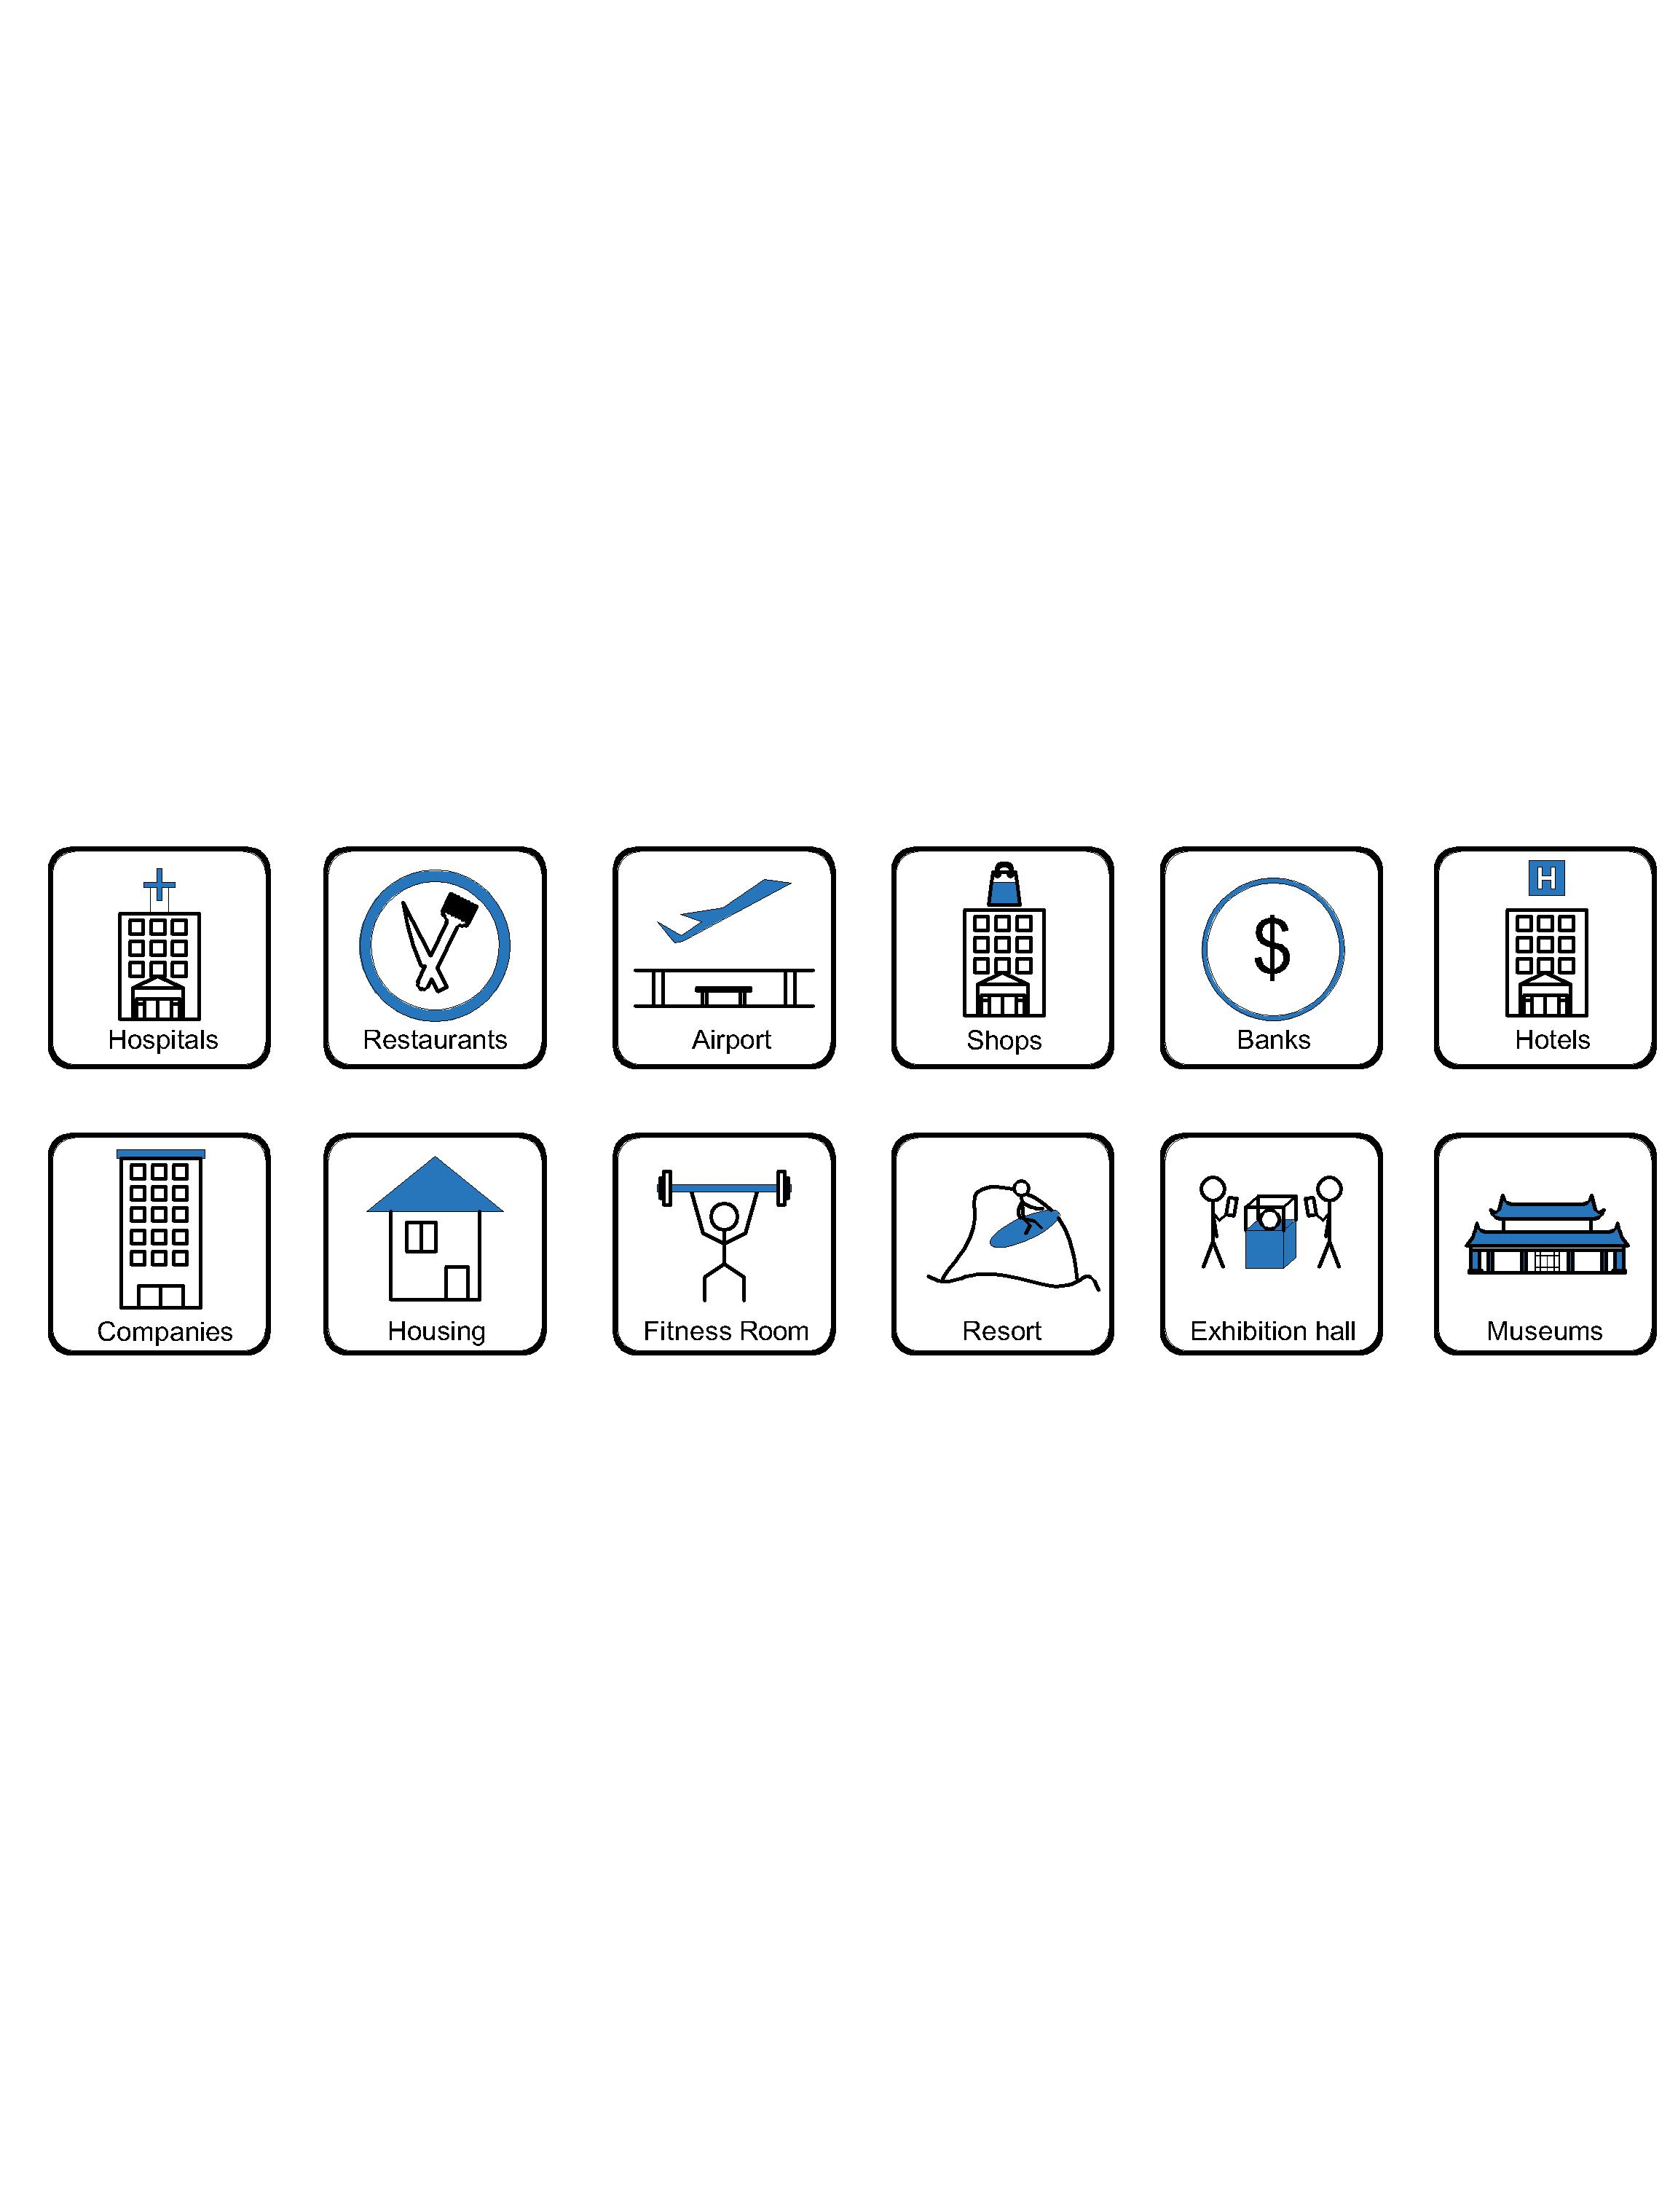 H
$
Hospitals
Restaurants
Airport
Shops
Banks
Hotels
Companies
Housing
Fitness Room
Resort
Exhibition hall
Museums